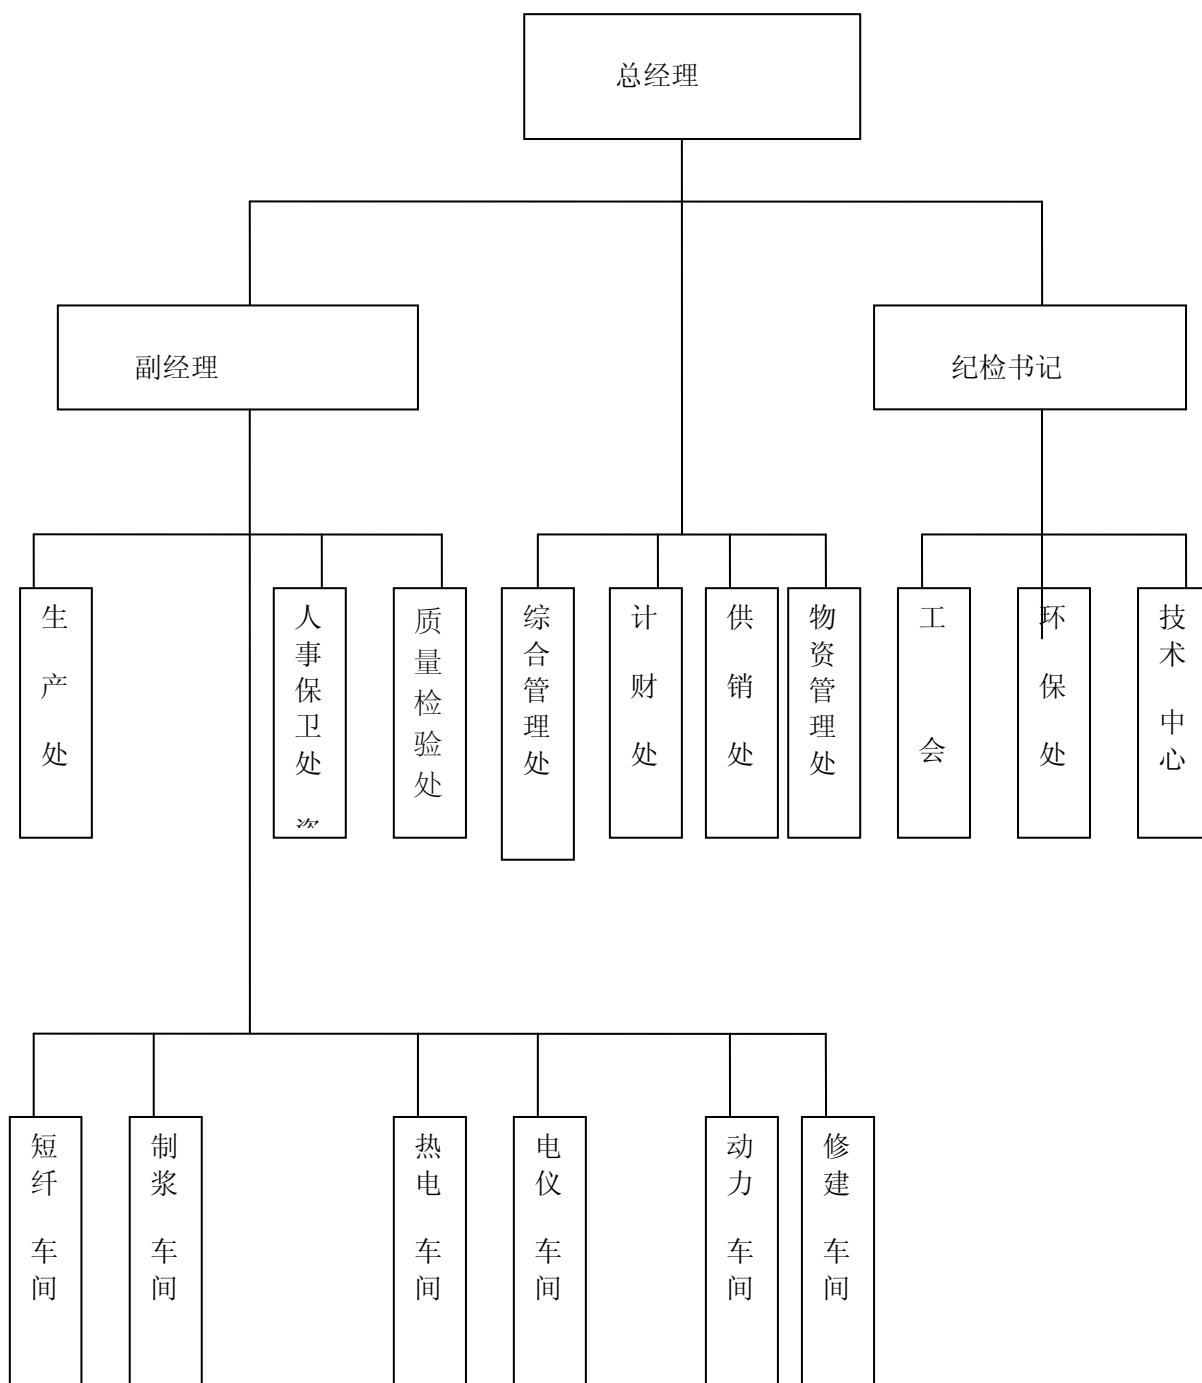 总经理
副经理
纪检书记
生产处
人事保卫处
质量检验处
综合管理处
计财处
供销处
物资管理处
工会
环保处
技术中心
短纤车间
制浆车间
热电车间
电仪车间
动力车间
修建车间